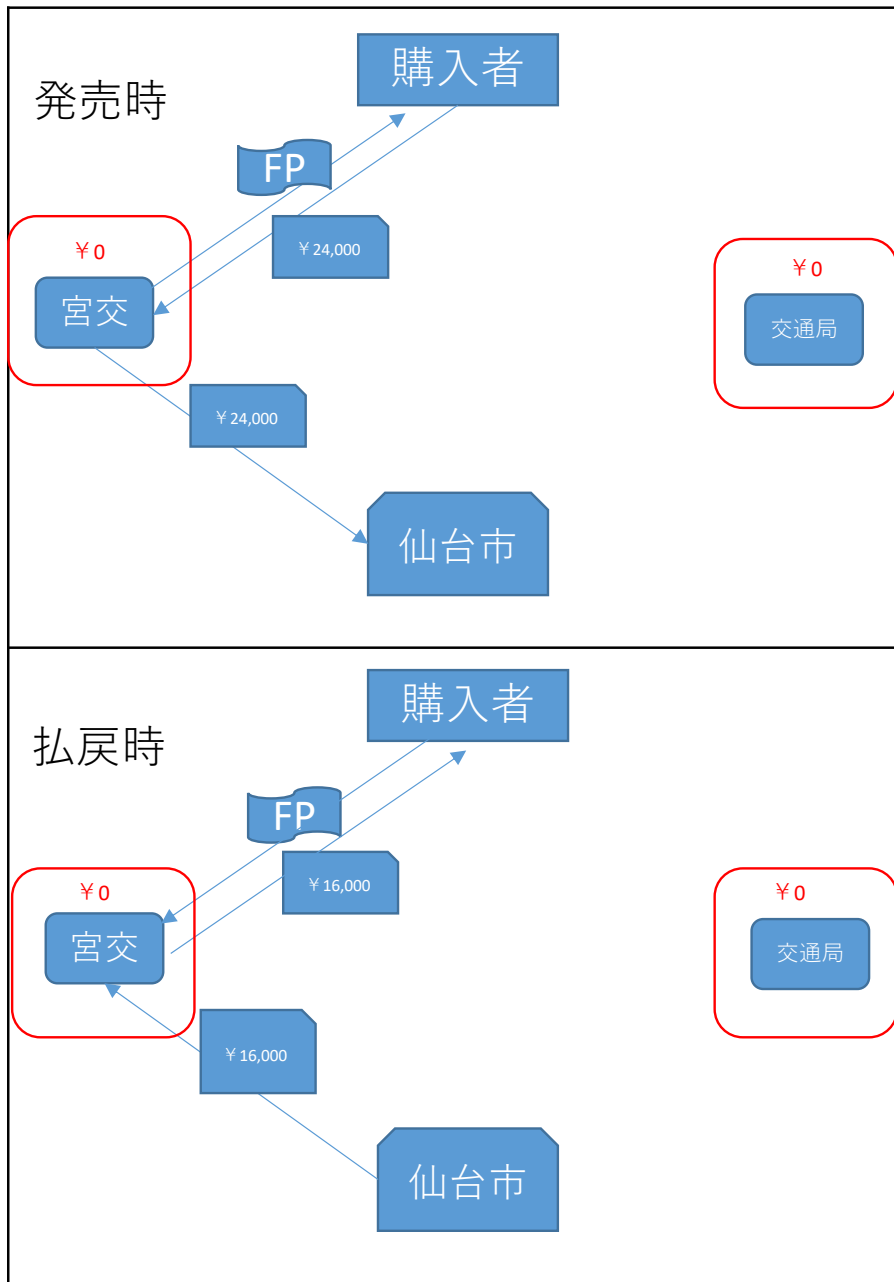 購入者
発売時
FP
￥24,000
￥0
宮交
￥0
交通局
￥24,000
仙台市
購入者
払戻時
FP
￥16,000
￥0
宮交
￥0
交通局
￥16,000
仙台市